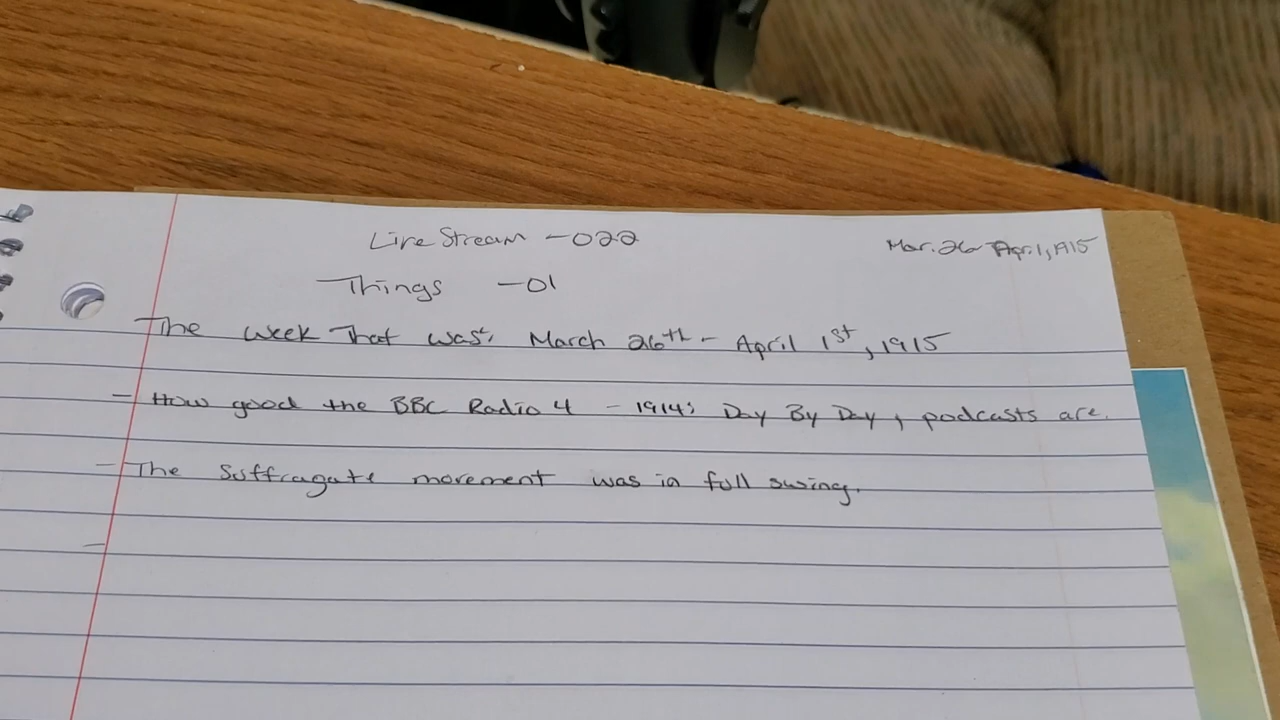 Live Stream -022
Mar. 26 - April 1, 1915
Things -01
The Week That Was: March 26th - April 1st, 1915
- How good the BBC Radio 4 - 1914: Day By Day, podcasts are.
- The Suffragate movement was in full swing.
-